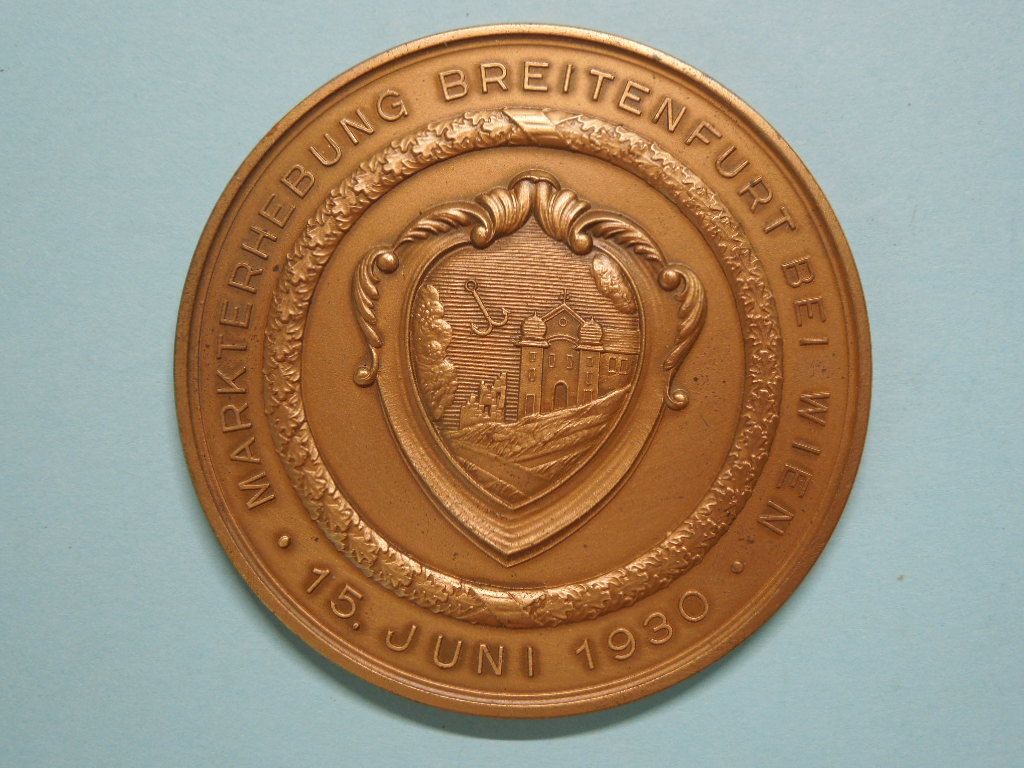 MARKTERHEBUNG BREITENFURT BEI WIEN
· 15. JUNI 1930 ·